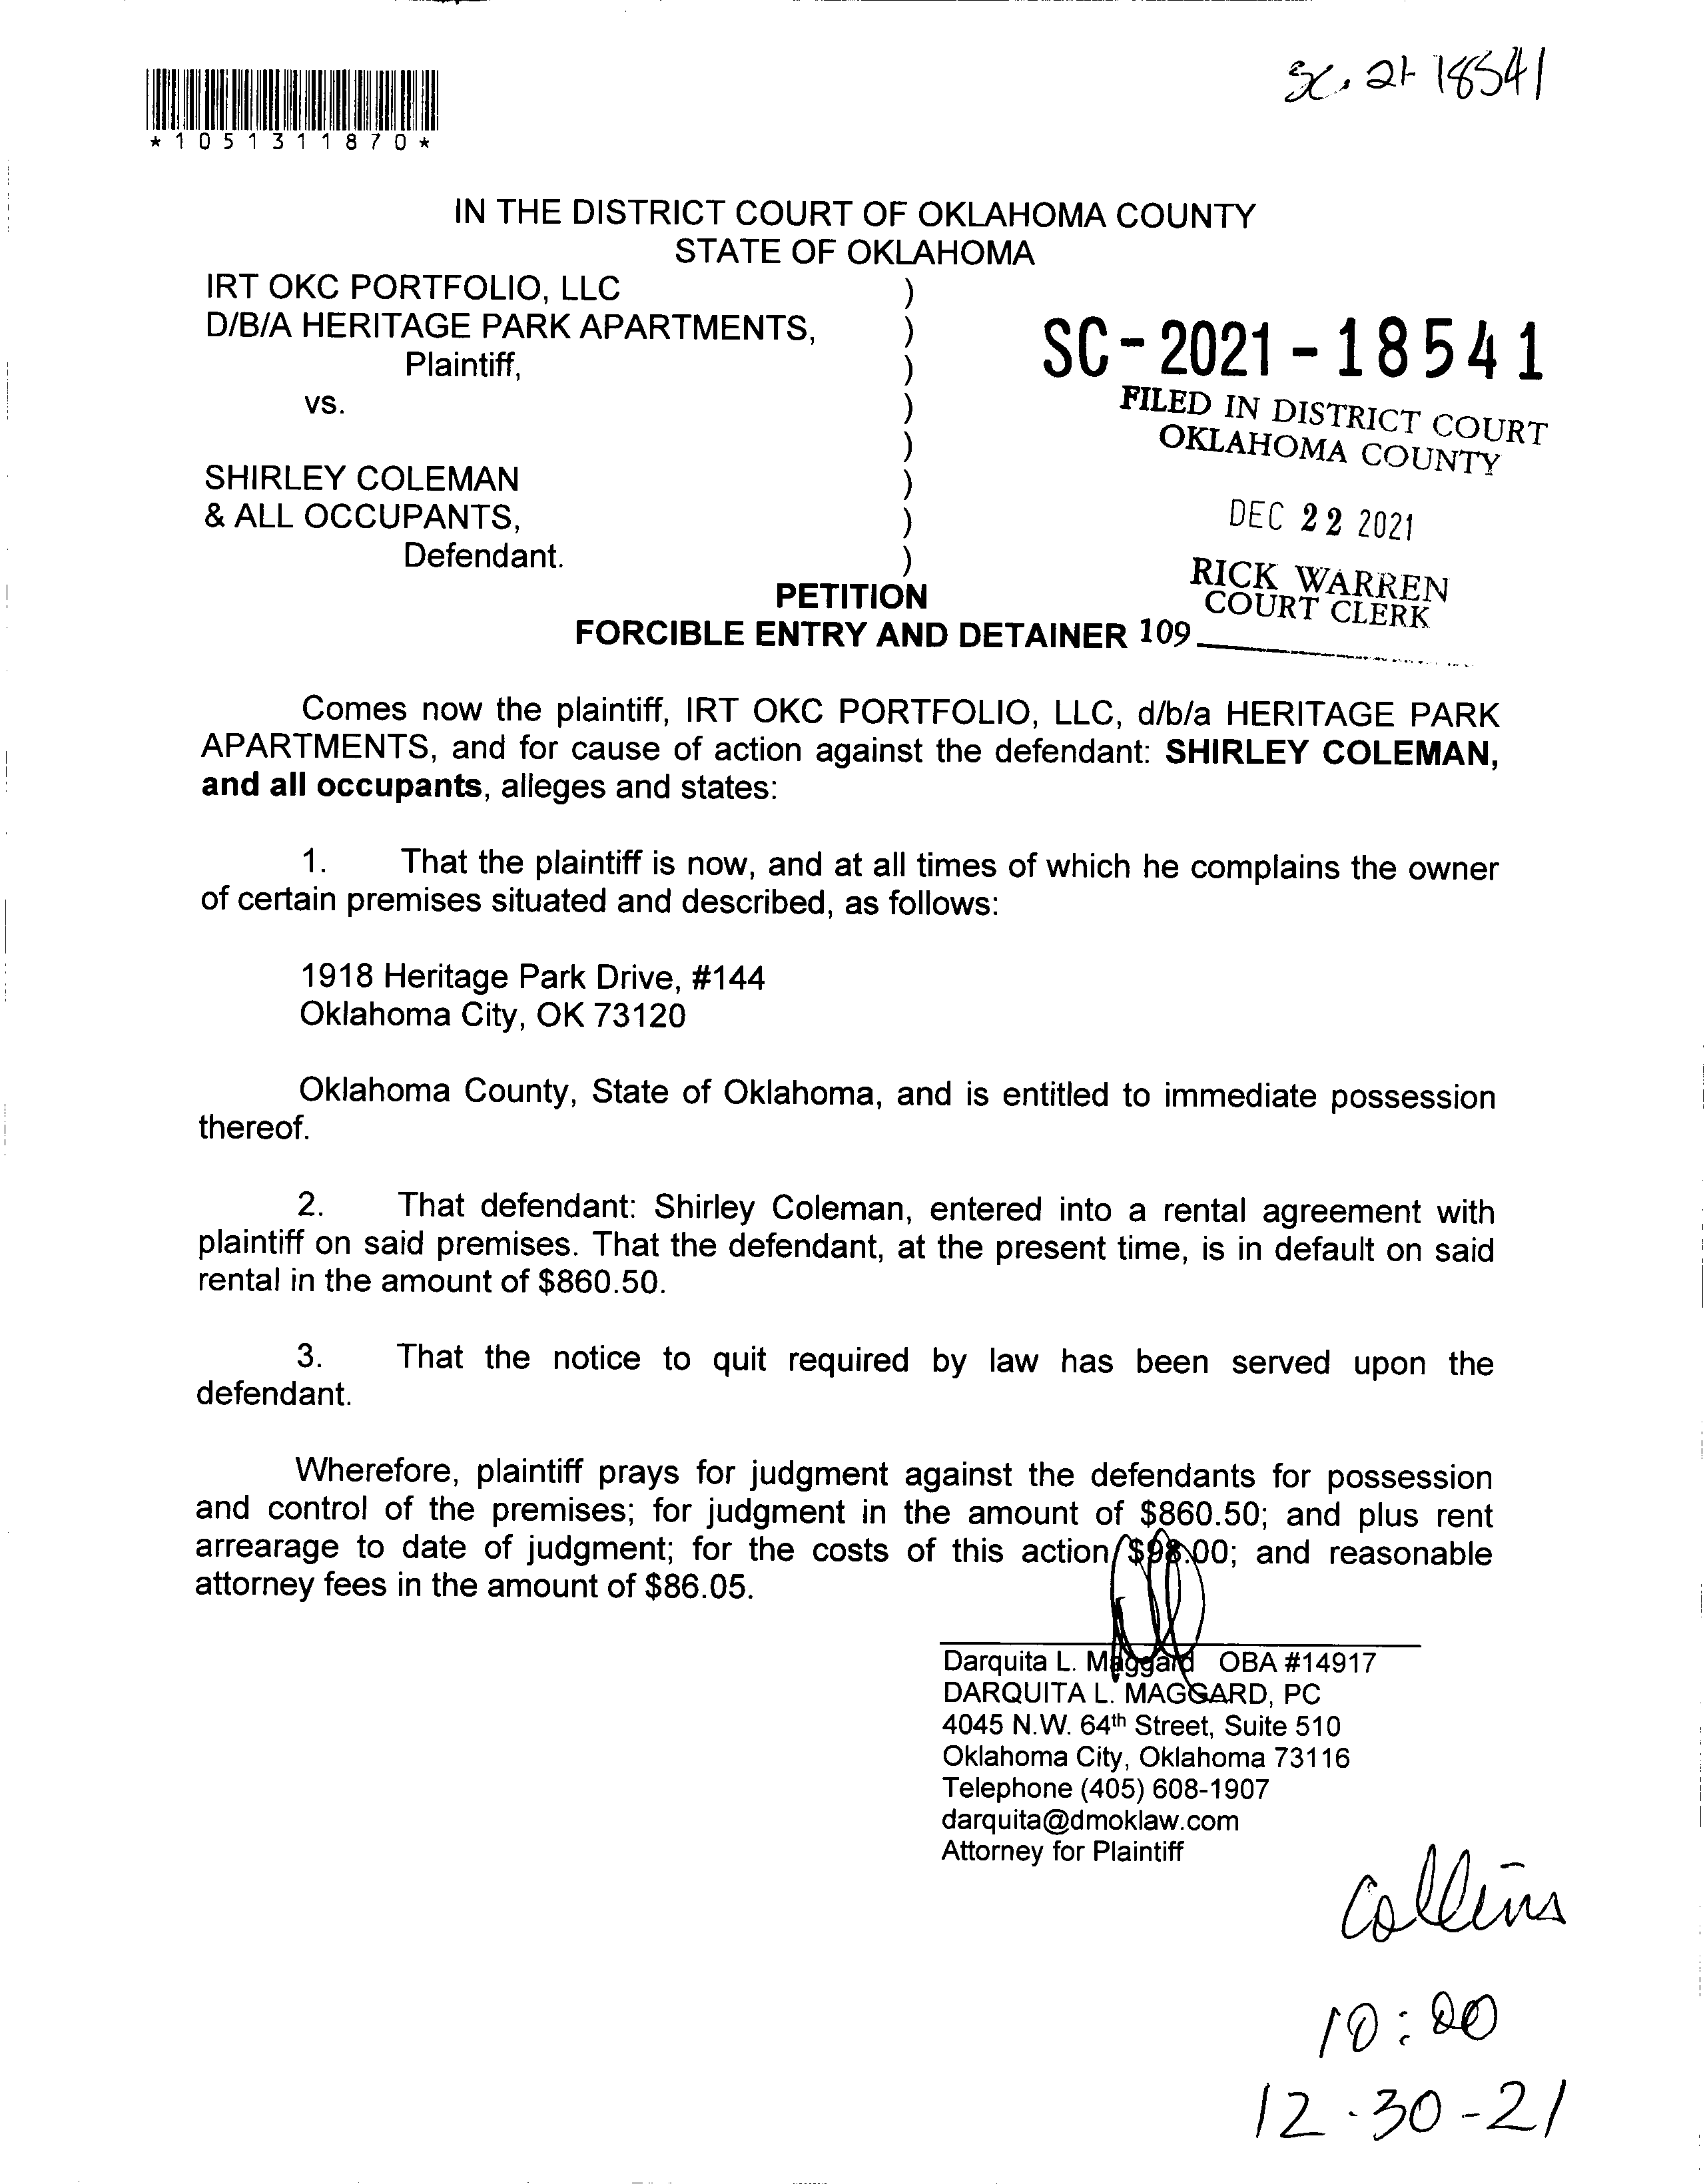 SC. 21-18541
*1051311870*
IN THE DISTRICT COURT OF OKLAHOMA COUNTY
STATE OF OKLAHOMA
IRT OKC PORTFOLIO, LLC )
D/B/A HERITAGE PARK APARTMENTS, )
Plaintiff, )
vs. )
)
SHIRLEY COLEMAN )
& ALL OCCUPANTS, )
Defendant. )
SC-2021-18541
FILED IN DISTRICT COURT
OKLAHOMA COUNTY
DEC 22 2021
RICK WARREN
COURT CLERK
109
PETITION
FORCIBLE ENTRY AND DETAINER
Comes now the plaintiff, IRT OKC PORTFOLIO, LLC, d/b/a HERITAGE PARK
APARTMENTS, and for cause of action against the defendant: SHIRLEY COLEMAN,
and all occupants, alleges and states:
1. That the plaintiff is now, and at all times of which he complains the owner
of certain premises situated and described, as follows:
1918 Heritage Park Drive, #144
Oklahoma City, OK 73120
Oklahoma County, State of Oklahoma, and is entitled to immediate possession
thereof.
2. That defendant: Shirley Coleman, entered into a rental agreement with
plaintiff on said premises. That the defendant, at the present time, is in default on said
rental in the amount of $860.50.
3. That the notice to quit required by law has been served upon the
defendant.
Wherefore, plaintiff prays for judgment against the defendants for possession
and control of the premises; for judgment in the amount of $860.50; and plus rent
arrearage to date of judgment; for the costs of this action $98.00; and reasonable
attorney fees in the amount of $86.05.
Darquita L. Maggard OBA #14917
DARQUITA L. MAGGARD, PC
4045 N.W. 64th Street, Suite 510
Oklahoma City, Oklahoma 73116
Telephone (405) 608-1907
darquita@dmoklaw.com
Attorney for Plaintiff
Collins
10:00
12-30-21